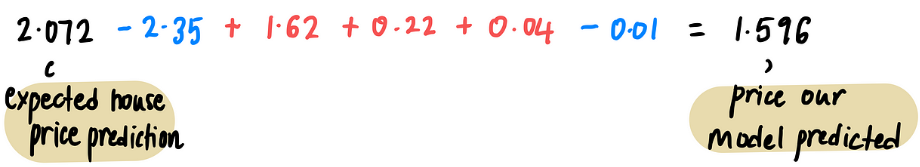 2.072 - 2.35 + 1.62 + 0.22 + 0.04 - 0.01 = 1.596
expected house
price prediction
price our
model predicted